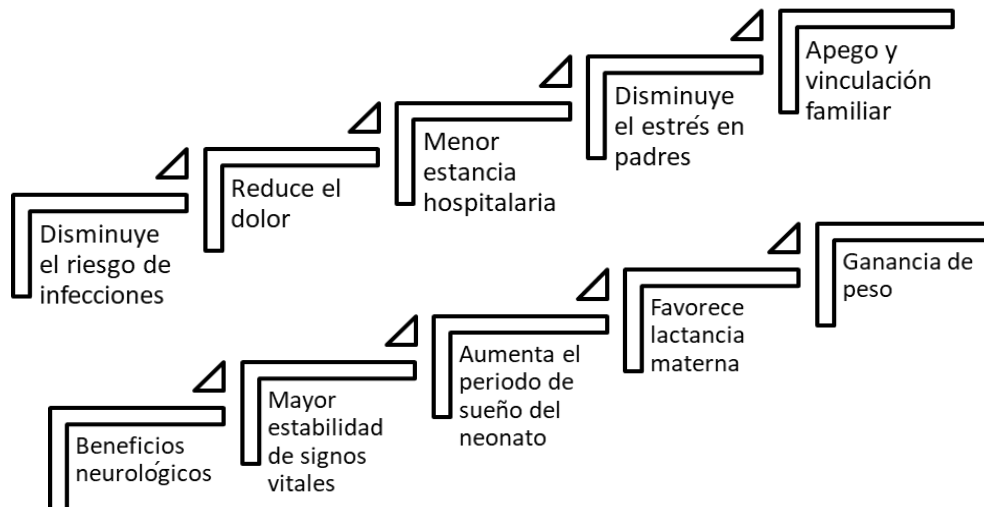 Disminuye
el riesgo de
infecciones
Reduce el
dolor
Menor
estancia
hospitalaria
Disminuye
el estrés en
padres
Apego y
vinculación
familiar
Beneficios
neurológicos
Mayor
estabilidad
de signos
vitales
Aumenta el
periodo de
sueño del
neonato
Favorece
lactancia
materna
Ganancia de
peso